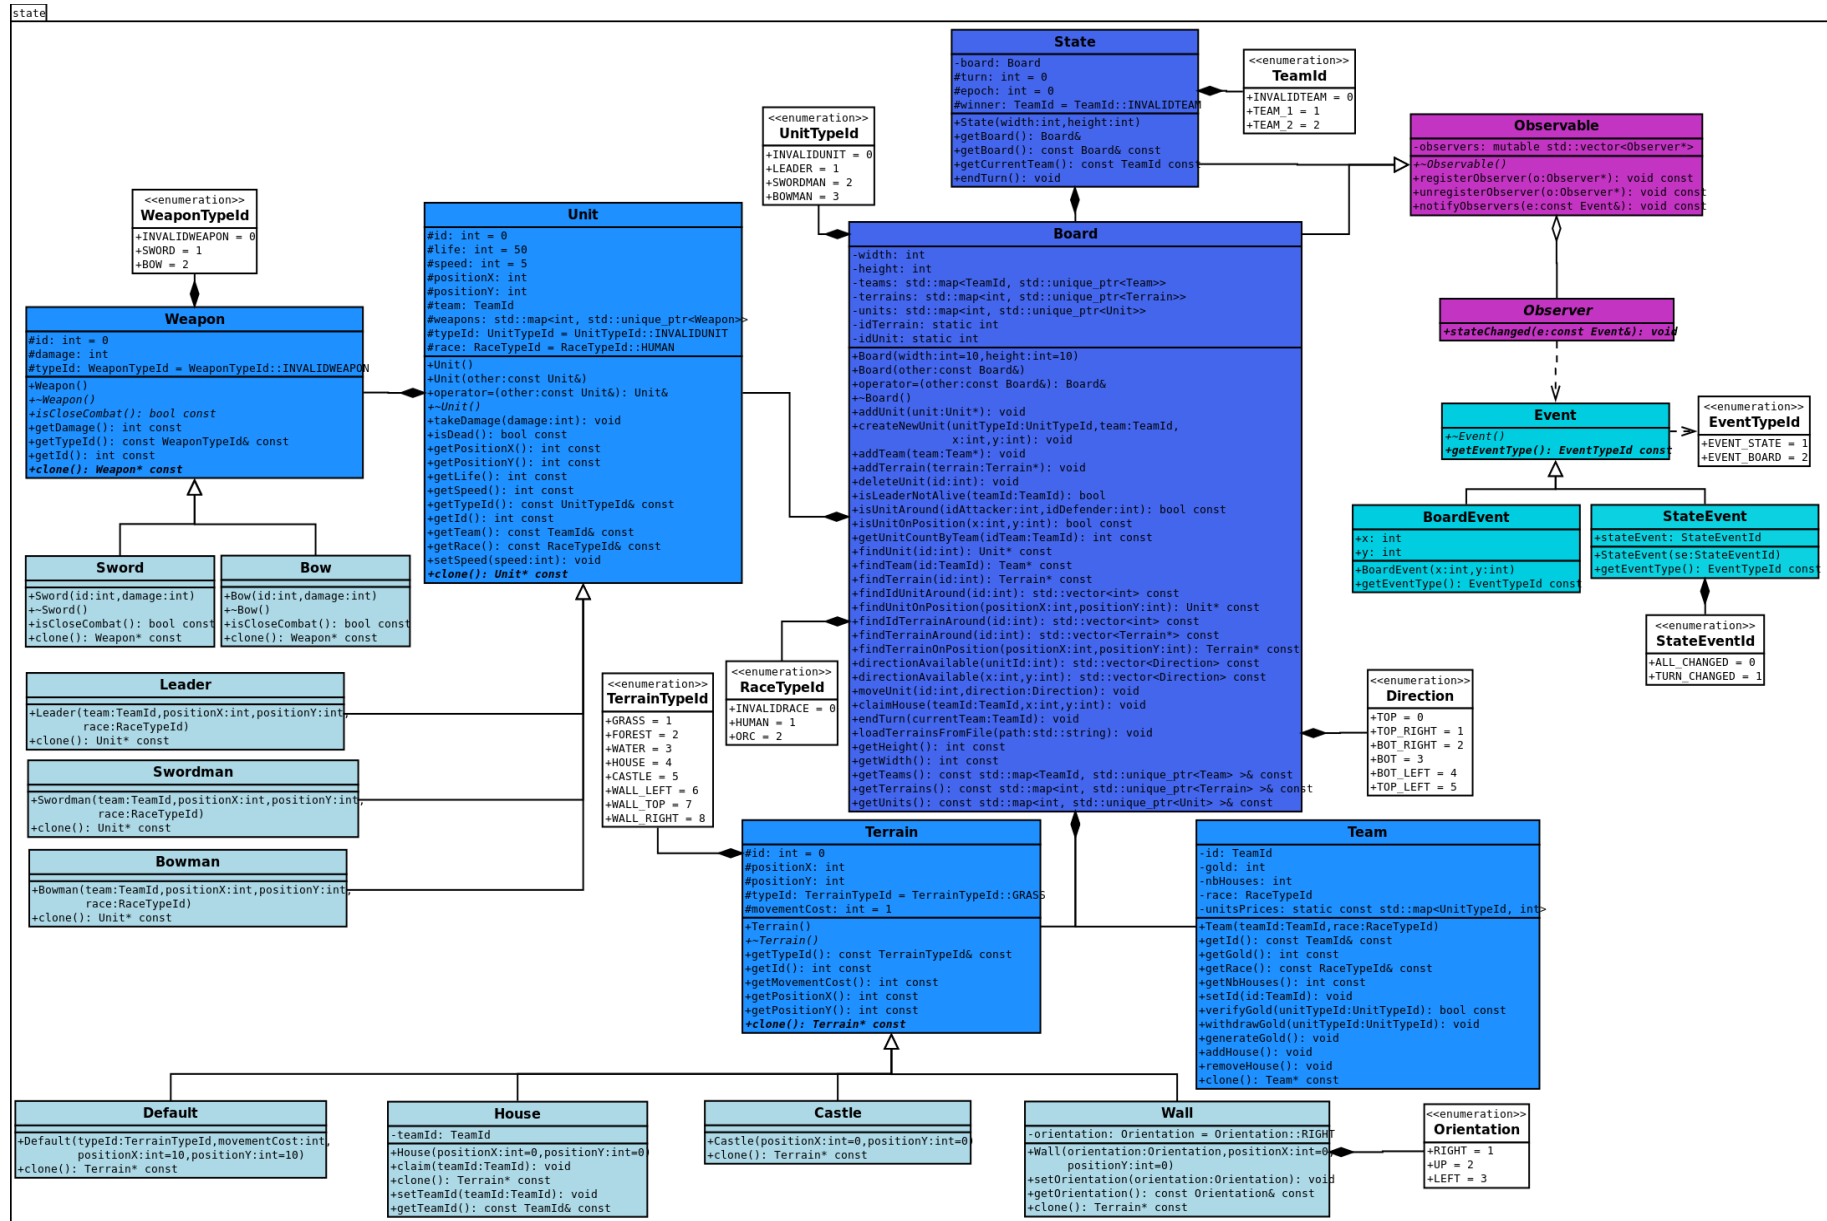 state
State
-board: Board
#turn: int = 0
#epoch: int = 0
#winner: TeamId = TeamId::INVALIDTEAM
+State(width:int,height:int)
+getBoard(): Board&
+getBoard(): const Board& const
+getCurrentTeam(): const TeamId const
+endTurn(): void
<<enumeration>>
TeamId
+INVALIDTEAM = 0
+TEAM_1 = 1
+TEAM_2 = 2
<<enumeration>>
UnitTypeId
+INVALIDUNIT = 0
+LEADER = 1
+SWORDMAN = 2
+BOWMAN = 3
Observable
-observers: mutable std::vector<Observer*>
+~Observable()
+registerObserver(o:Observer*): void const
+unregisterObserver(o:Observer*): void const
+notifyObservers(e:const Event&): void const
<<enumeration>>
WeaponTypeId
+INVALIDWEAPON = 0
+SWORD = 1
+BOW = 2
Unit
#id: int = 0
#life: int = 50
#speed: int = 5
#positionX: int
#positionY: int
#team: TeamId
#weapons: std::map<int, std::unique_ptr<Weapon>>
#typeId: UnitTypeId = UnitTypeId::INVALIDUNIT
#race: RaceTypeId = RaceTypeId::HUMAN
+Unit()
+Unit(other:const Unit&)
+operator=(other:const Unit&): Unit&
+~Unit()
+takeDamage(damage:int): void
+isDead(): bool const
+getPositionX(): int const
+getPositionY(): int const
+getLife(): int const
+getSpeed(): int const
+getTypeId(): const UnitTypeId& const
+getId(): int const
+getTeam(): const TeamId& const
+getRace(): const RaceTypeId& const
+setSpeed(speed:int): void
+clone(): Unit* const
Board
-width: int
-height: int
-teams: std::map<TeamId, std::unique_ptr<Team>>
-terrains: std::map<int, std::unique_ptr<Terrain>>
-units: std::map<int, std::unique_ptr<Unit>>
-idTerrain: static int
-idUnit: static int
+Board(width:int=10,height:int=10)
+Board(other:const Board&)
+operator=(other:const Board&): Board&
+~Board()
+addUnit(unit:Unit*): void
+createNewUnit(unitTypeId:UnitTypeId,team:TeamId,
x:int,y:int): void
+addTeam(team:Team*): void
+addTerrain(terrain:Terrain*): void
+deleteUnit(id:int): void
+isLeaderNotAlive(teamId:TeamId): bool
+isUnitAround(idAttacker:int,idDefender:int): bool const
+isUnitOnPosition(x:int,y:int): bool const
+getUnitCountByTeam(idTeam:TeamId): int const
+findUnit(id:int): Unit* const
+findTeam(id:TeamId): Team* const
+findTerrain(id:int): Terrain* const
+findIdUnitAround(id:int): std::vector<int> const
+findUnitOnPosition(positionX:int,positionY:int): Unit* const
+findIdTerrainAround(id:int): std::vector<int> const
+findTerrainAround(id:int): std::vector<Terrain*> const
+findTerrainOnPosition(positionX:int,positionY:int): Terrain* const
+directionAvailable(unitId:int): std::vector<Direction> const
+directionAvailable(x:int,y:int): std::vector<Direction> const
+moveUnit(id:int,direction:Direction): void
+claimHouse(teamId:TeamId,x:int,y:int): void
+endTurn(currentTeam:TeamId): void
+loadTerrainsFromFile(path:std::string): void
+getHeight(): int const
+getWidth(): int const
+getTeams(): const std::map<TeamId, std::unique_ptr<Team> >& const
+getTerrains(): const std::map<int, std::unique_ptr<Terrain> >& const
+getUnits(): const std::map<int, std::unique_ptr<Unit> >& const
Observer
+stateChanged(e:const Event&): void
Weapon
#id: int = 0
#damage: int
#typeId: WeaponTypeId = WeaponTypeId::INVALIDWEAPON
+Weapon()
+~Weapon()
+isCloseCombat(): bool const
+getDamage(): int const
+getTypeId(): const WeaponTypeId& const
+getId(): int const
+clone(): Weapon* const
Event
+~Event()
+getEventType(): EventTypeId const
<<enumeration>>
EventTypeId
+EVENT_STATE = 1
+EVENT_BOARD = 2
BoardEvent
+x: int
+y: int
+BoardEvent(x:int,y:int)
+getEventType(): EventTypeId const
StateEvent
+stateEvent: StateEventId
+StateEvent(se:StateEventId)
+getEventType(): EventTypeId const
<<enumeration>>
StateEventId
+ALL_CHANGED = 0
+TURN_CHANGED = 1
Sword
+Sword(id:int,damage:int)
+~Sword()
+isCloseCombat(): bool const
+clone(): Weapon* const
Bow
+Bow(id:int,damage:int)
+~Bow()
+isCloseCombat(): bool const
+clone(): Weapon* const
Leader
+Leader(team:TeamId,positionX:int,positionY:int,
race:RaceTypeId)
+clone(): Unit* const
Swordman
+Swordman(team:TeamId,positionX:int,positionY:int,
race:RaceTypeId)
+clone(): Unit* const
Bowman
+Bowman(team:TeamId,positionX:int,positionY:int,
race:RaceTypeId)
+clone(): Unit* const
<<enumeration>>
TerrainTypeId
+GRASS = 1
+FOREST = 2
+WATER = 3
+HOUSE = 4
+CASTLE = 5
+WALL_LEFT = 6
+WALL_TOP = 7
+WALL_RIGHT = 8
<<enumeration>>
RaceTypeId
+INVALIDRACE = 0
+HUMAN = 1
+ORC = 2
<<enumeration>>
Direction
+TOP = 0
+TOP_RIGHT = 1
+BOT_RIGHT = 2
+BOT = 3
+BOT_LEFT = 4
+TOP_LEFT = 5
Terrain
#id: int = 0
#positionX: int
#positionY: int
#typeId: TerrainTypeId = TerrainTypeId::GRASS
#movementCost: int = 1
+Terrain()
+~Terrain()
+getTypeId(): const TerrainTypeId& const
+getId(): int const
+getMovementCost(): int const
+getPositionX(): int const
+getPositionY(): int const
+clone(): Terrain* const
Team
-id: TeamId
-gold: int
-nbHouses: int
-race: RaceTypeId
-unitsPrices: static const std::map<UnitTypeId, int>
+Team(teamId:TeamId,race:RaceTypeId)
+getId(): const TeamId& const
+getGold(): int const
+getRace(): const RaceTypeId& const
+getNbHouses(): int const
+setId(id:TeamId): void
+verifyGold(unitTypeId:UnitTypeId): bool const
+withdrawGold(unitTypeId:UnitTypeId): void
+generateGold(): void
+addHouse(): void
+removeHouse(): void
+clone(): Team* const
Default
+Default(typeId:TerrainTypeId,movementCost:int,
positionX:int=10,positionY:int=10)
+clone(): Terrain* const
House
-teamId: TeamId
+House(positionX:int=0,positionY:int=0)
+claim(teamId:TeamId): void
+clone(): Terrain* const
+setTeamId(teamId:TeamId): void
+getTeamId(): const TeamId& const
Castle
+Castle(positionX:int=0,positionY:int=0)
+clone(): Terrain* const
Wall
-orientation: Orientation = Orientation::RIGHT
+Wall(orientation:Orientation,positionX:int=0,
positionY:int=0)
+setOrientation(orientation:Orientation): void
+getOrientation(): const Orientation& const
+clone(): Terrain* const
<<enumeration>>
Orientation
+RIGHT = 1
+UP = 2
+LEFT = 3